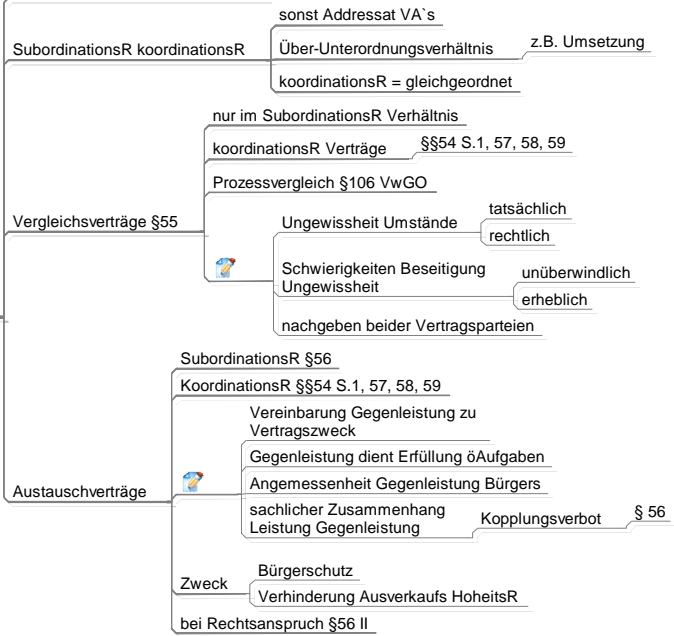 sonst Addressat VA`s
SubordinationsR koordinationsR
Über-Unterordnungsverhältnis
z.B. Umsetzung
koordinationsR = gleichgeordnet
nur im SubordinationsR Verhältnis
koordinationsR Verträge
§§54 S.1, 57, 58, 59
Prozessvergleich §106 VwGO
Vergleichsverträge §55
Ungewissheit Umstände
tatsächlich
rechtlich
Schwierigkeiten Beseitigung
Ungewissheit
unüberwindlich
erheblich
nachgeben beider Vertragsparteien
SubordinationsR §56
KoordinationsR §§54 S.1, 57, 58, 59
Vereinbarung Gegenleistung zu
Vertragszweck
Gegenleistung dient Erfüllung öAufgaben
Angemessenheit Gegenleistung Bürgers
Austauschverträge
sachlicher Zusammenhang
Leistung Gegenleistung
Kopplungsverbot
§ 56
Zweck
Bürgerschutz
Verhinderung Ausverkaufs HoheitsR
bei Rechtsanspruch §56 II